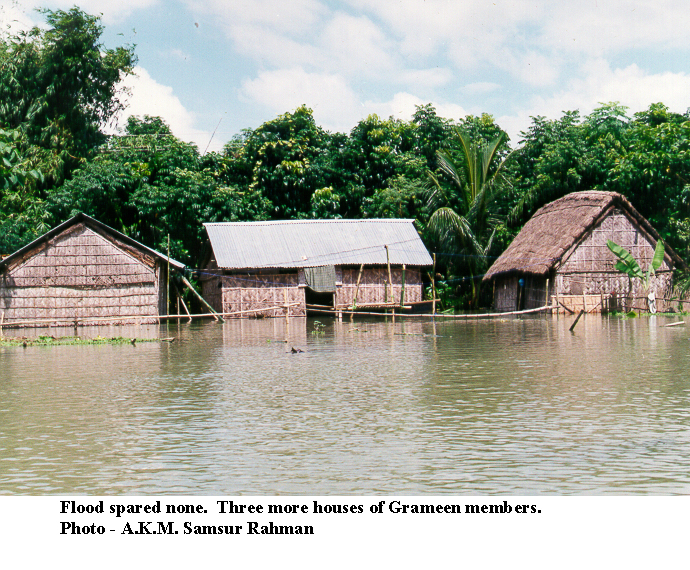 Flood spared none.  Three more houses of Grameen members.
Photo - A.K.M. Samsur Rahman